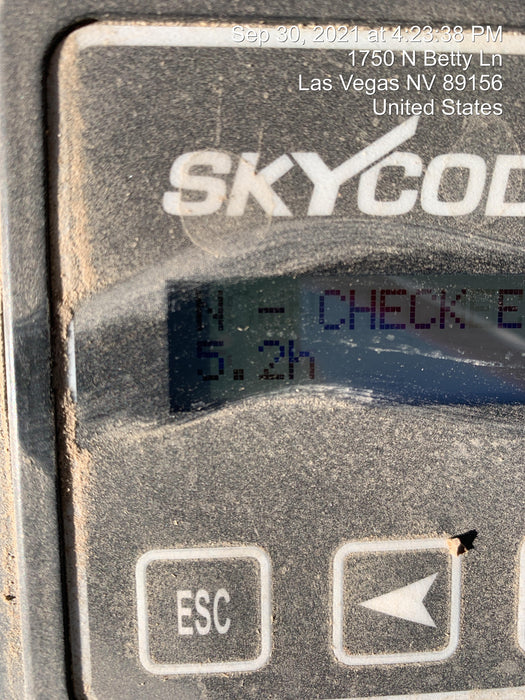 Sep 30, 2021 at 4:23:38 PM
1750 N Betty Ln
Las Vegas NV 89156
United States
SKYCOD
N - CHECK E
5.2h
ESC